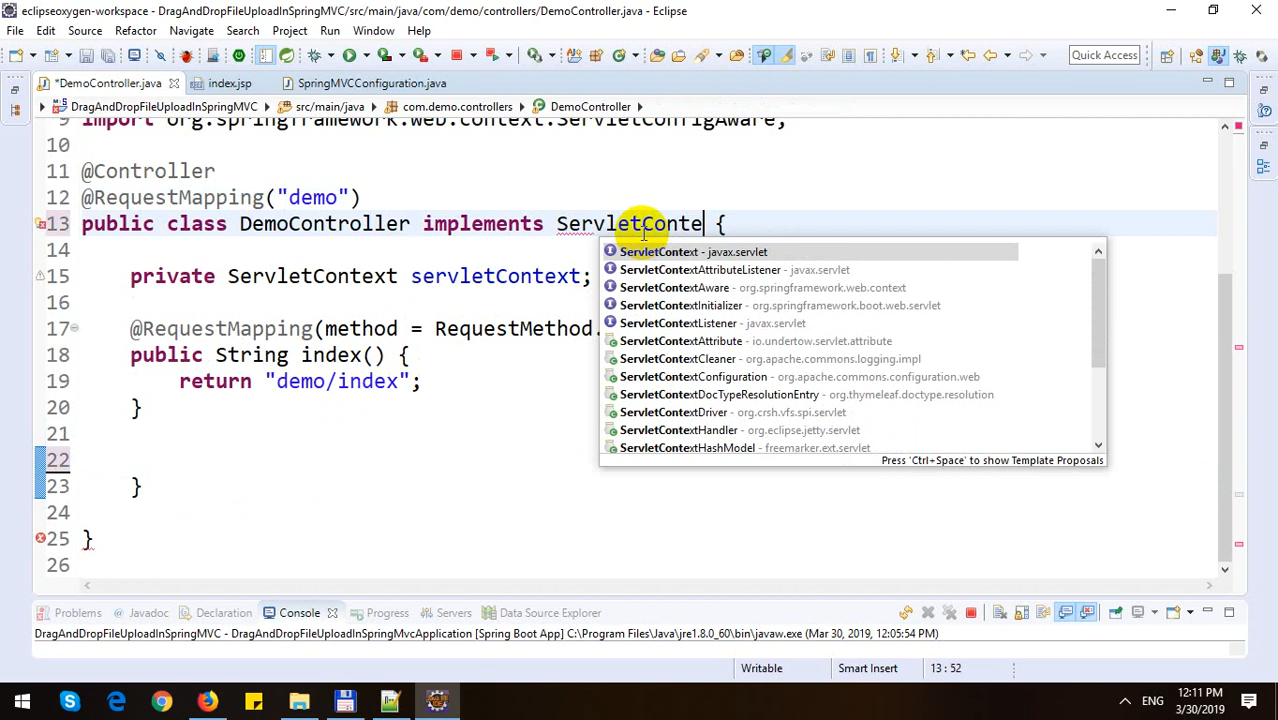 eclipseoxygen-workspace - DragAndDropFileUploadInSpringMVC/src/main/java/com/demo/controllers/DemoController.java - Eclipse
File Edit Source Refactor Navigate Search Project Run Window Help
Quick Access
*DemoController.java index.jsp SpringMVCConfiguration.java
DragAndDropFileUploadInSpringMVC src/main/java com.demo.controllers DemoController
9 import org.springframework.web.context.ServletConfigAware;
10
11 @Controller
12 @RequestMapping("demo")
13 public class DemoController implements ServletConte {
14
15 private ServletContext servletContext;
16
17 @RequestMapping(method = RequestMethod.
18 public String index() {
19 return "demo/index";
20 }
21
22
23 }
24
25 }
26
ServletContext - javax.servlet
ServletContextAttributeListener - javax.servlet
ServletContextAware - org.springframework.web.context
ServletContextInitializer - org.springframework.boot.web.servlet
ServletContextListener - javax.servlet
ServletContextAttribute - io.undertow.servlet.attribute
ServletContextCleaner - org.apache.commons.logging.impl
ServletContextConfiguration - org.apache.commons.configuration.web
ServletContextDocTypeResolutionEntry - org.thymeleaf.doctype.resolution
ServletContextDriver - org.crsh.vfs.spi.servlet
ServletContextHandler - org.eclipse.jetty.servlet
ServletContextHashModel - freemarker.ext.servlet
Press 'Ctrl+Space' to show Template Proposals
Problems Javadoc Declaration Console Progress Servers Data Source Explorer
DragAndDropFileUploadInSpringMVC - DragAndDropFileUploadInSpringMvcApplication [Spring Boot App] C:\Program Files\Java\jre1.8.0_60\bin\javaw.exe (Mar 30, 2019, 12:05:54 PM)
Writable Smart Insert 13 : 52
ENG
12:11 PM
3/30/2019